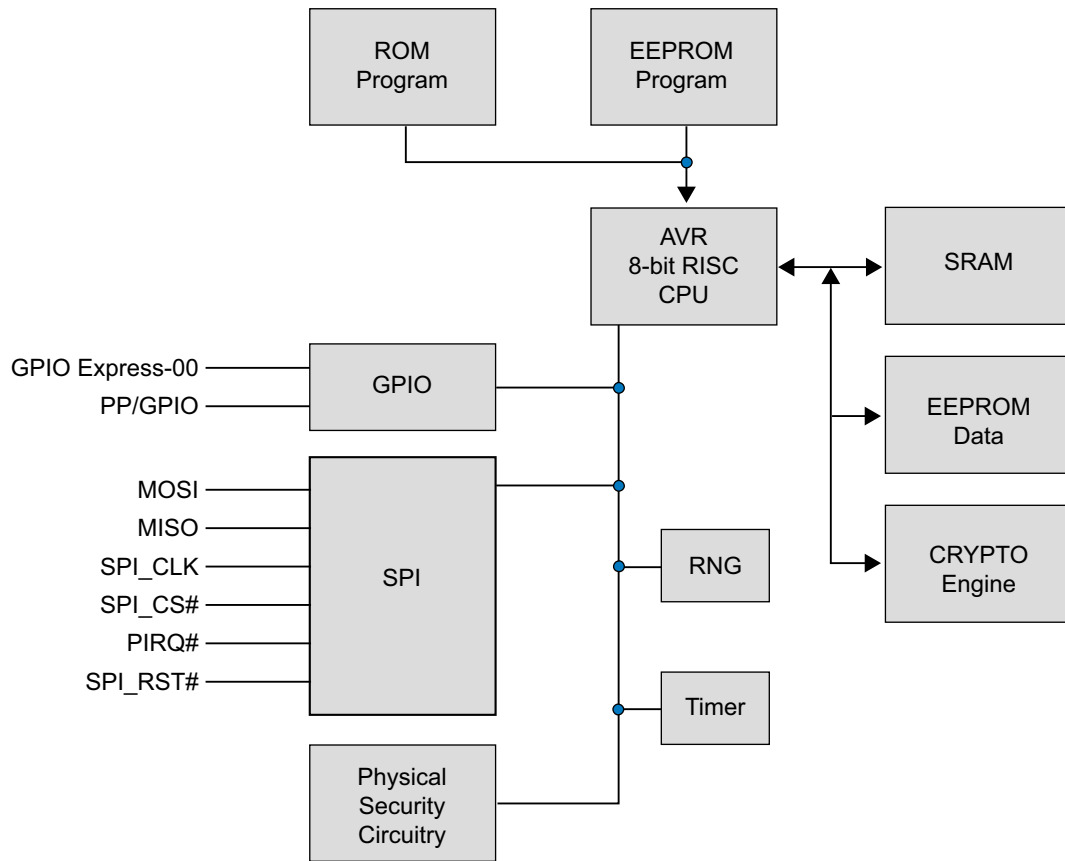 ROM
Program
EEPROM
Program
AVR
8-bit RISC
CPU
SRAM
GPIO Express-00
PP/GPIO
GPIO
EEPROM
Data
MOSI
MISO
SPI_CLK
SPI_CS#
PIRQ#
SPI_RST#
SPI
RNG
CRYPTO
Engine
Timer
Physical
Security
Circuitry